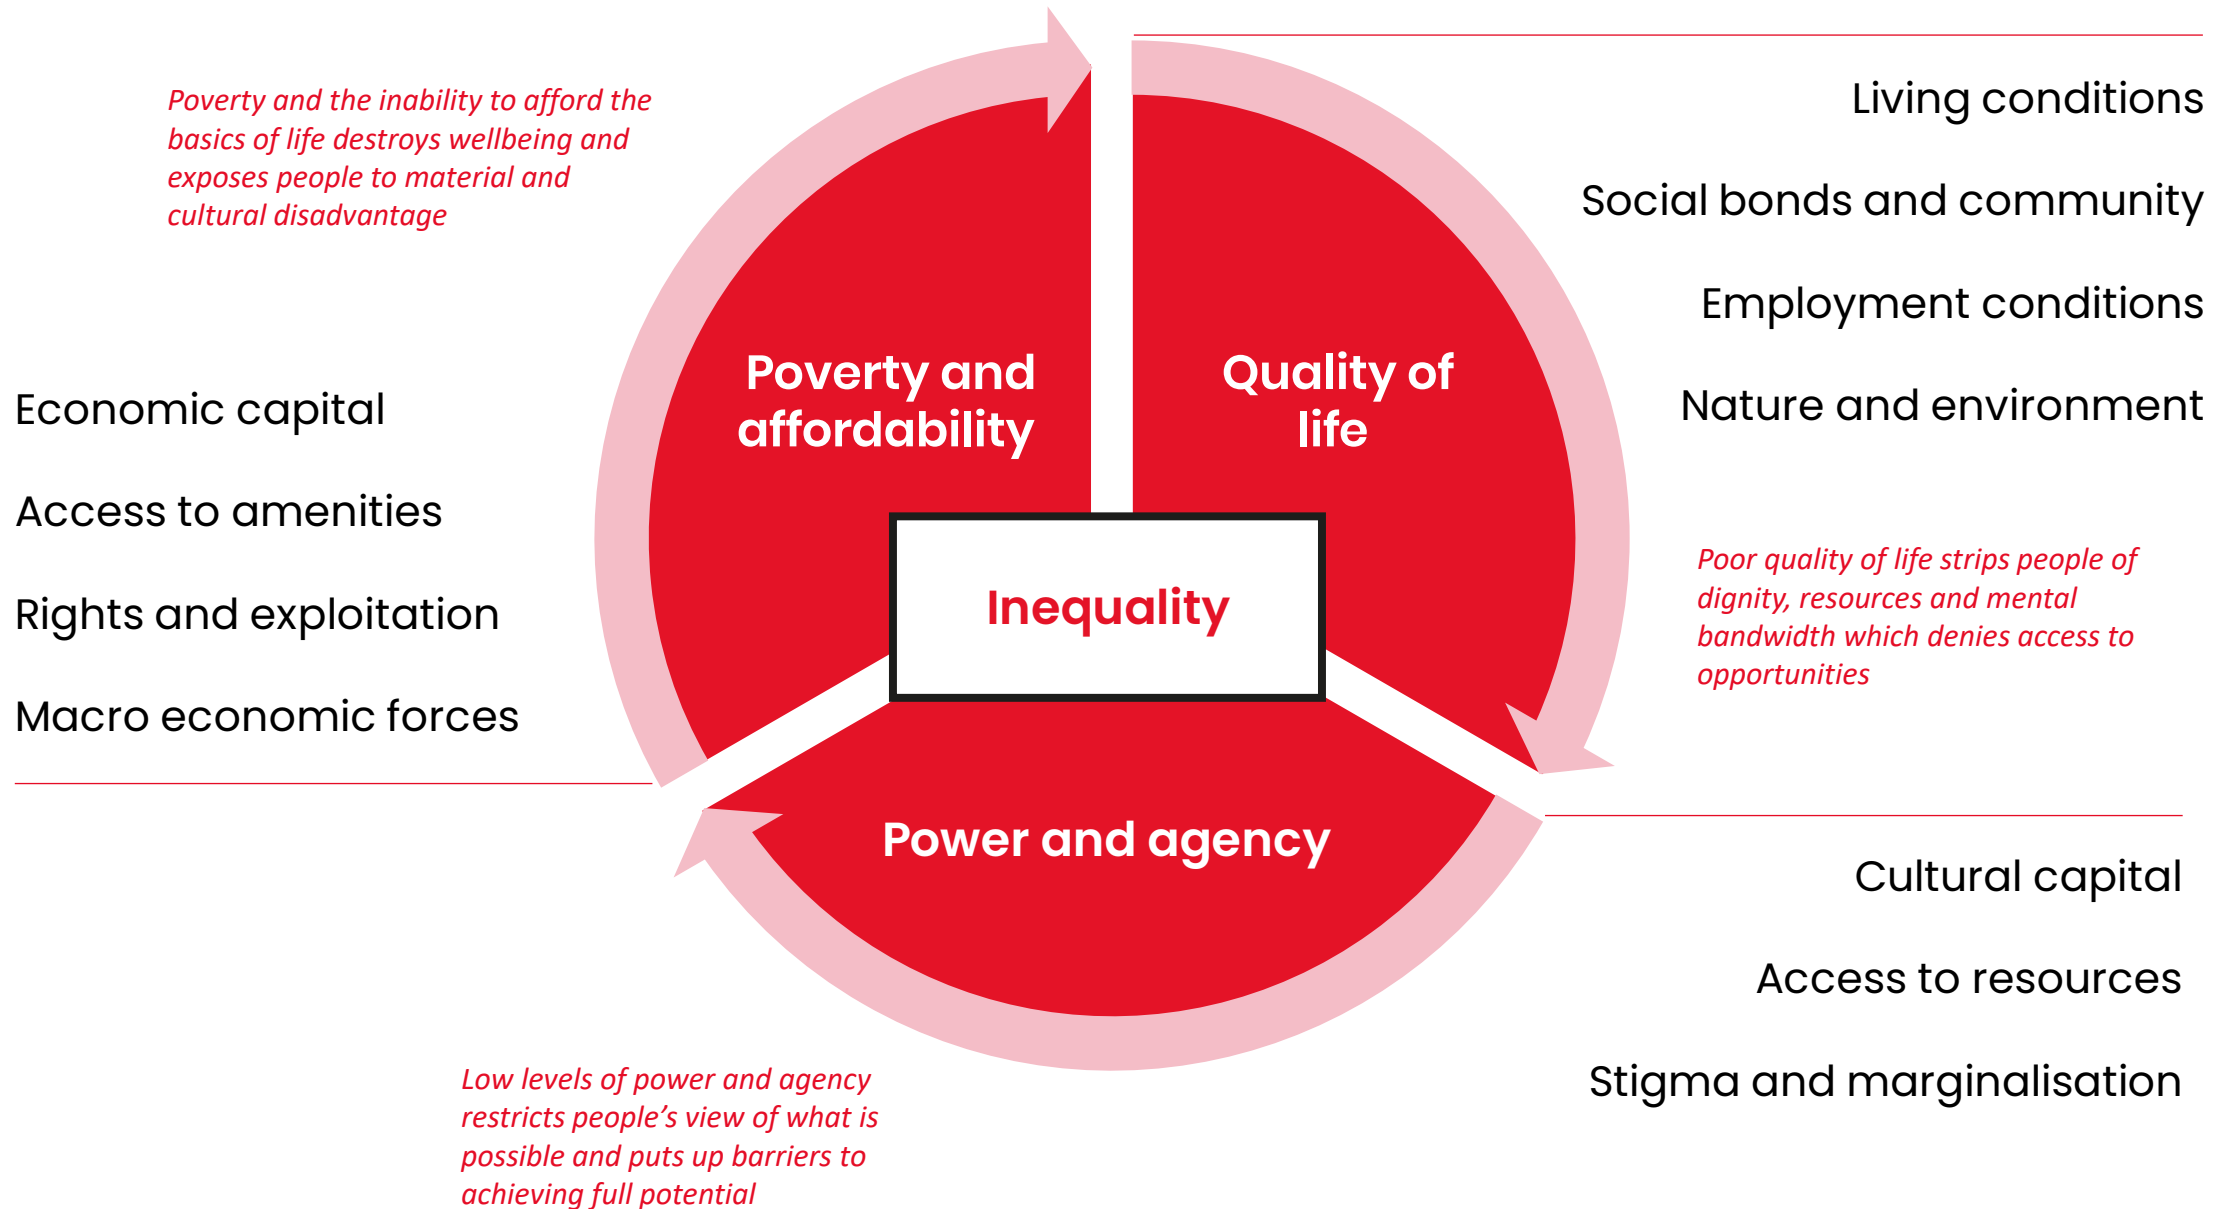 Poverty and the inability to afford the
basics of life destroys wellbeing and
exposes people to material and
cultural disadvantage
Economic capital
Access to amenities
Rights and exploitation
Macro economic forces
Poverty and
affordability
Quality of
life
Inequality
Power and agency
Living conditions
Social bonds and community
Employment conditions
Nature and environment
Poor quality of life strips people of
dignity, resources and mental
bandwidth which denies access to
opportunities
Cultural capital
Access to resources
Stigma and marginalisation
Low levels of power and agency
restricts people’s view of what is
possible and puts up barriers to
achieving full potential